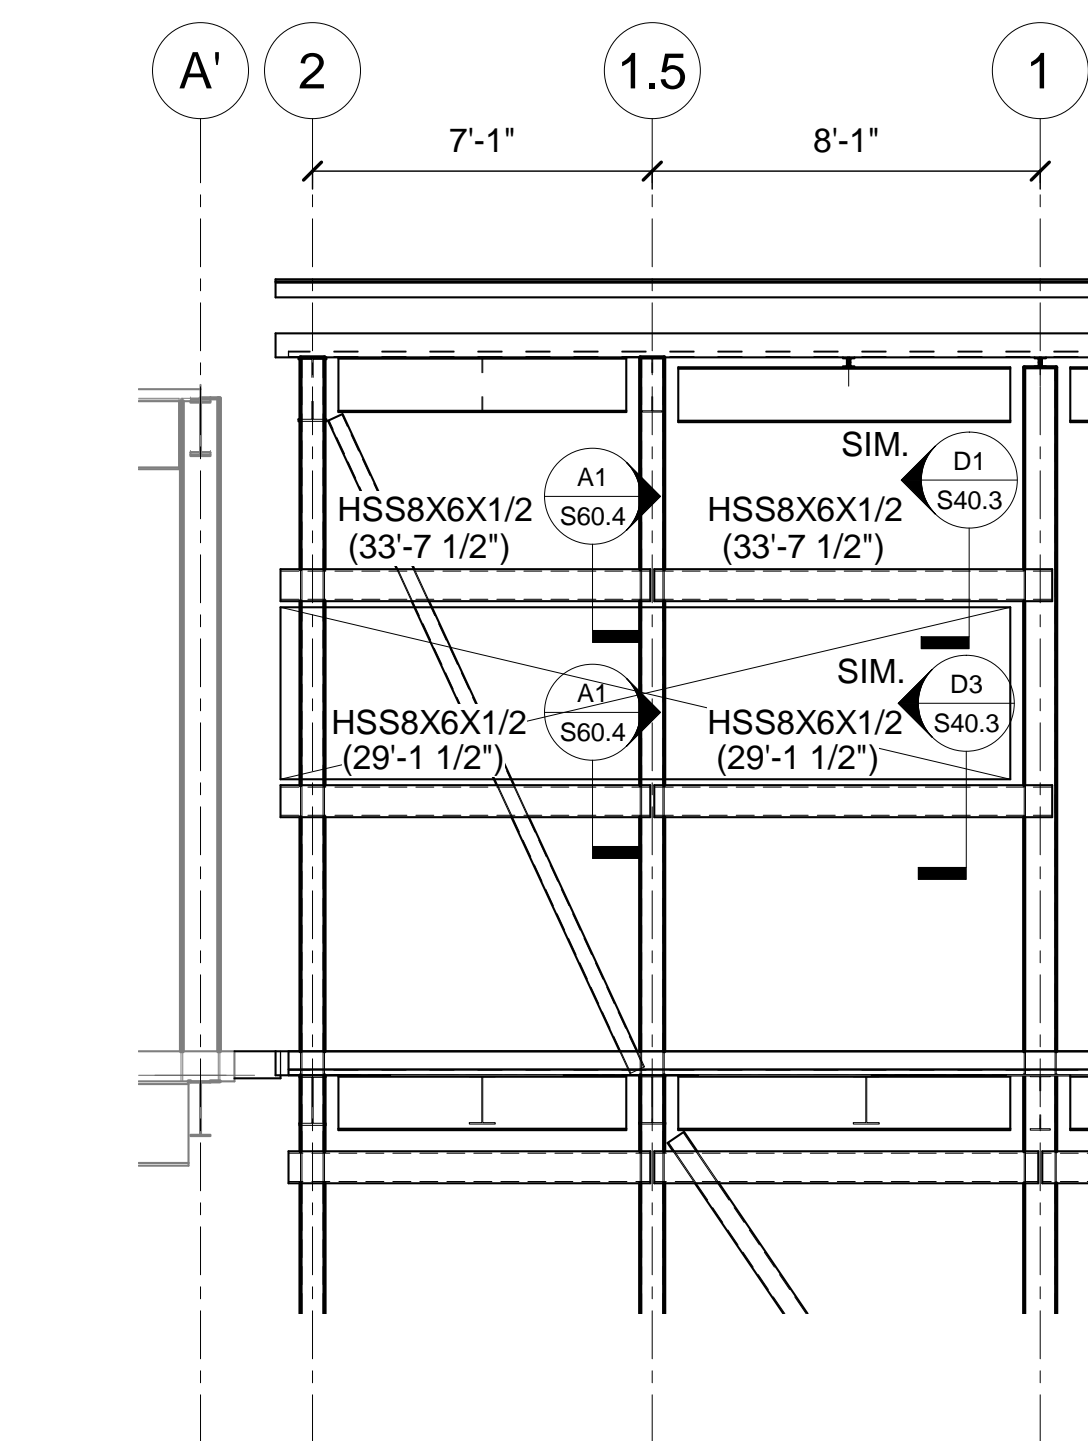 A'
2
1.5
1
7'-1"
8'-1"
SIM.
D1
S40.3
A1
S60.4
HSS8X6X1/2
(33'-7 1/2")
HSS8X6X1/2
(33'-7 1/2")
SIM.
D3
S40.3
A1
S60.4
HSS8X6X1/2
(29'-1 1/2")
HSS8X6X1/2
(29'-1 1/2")